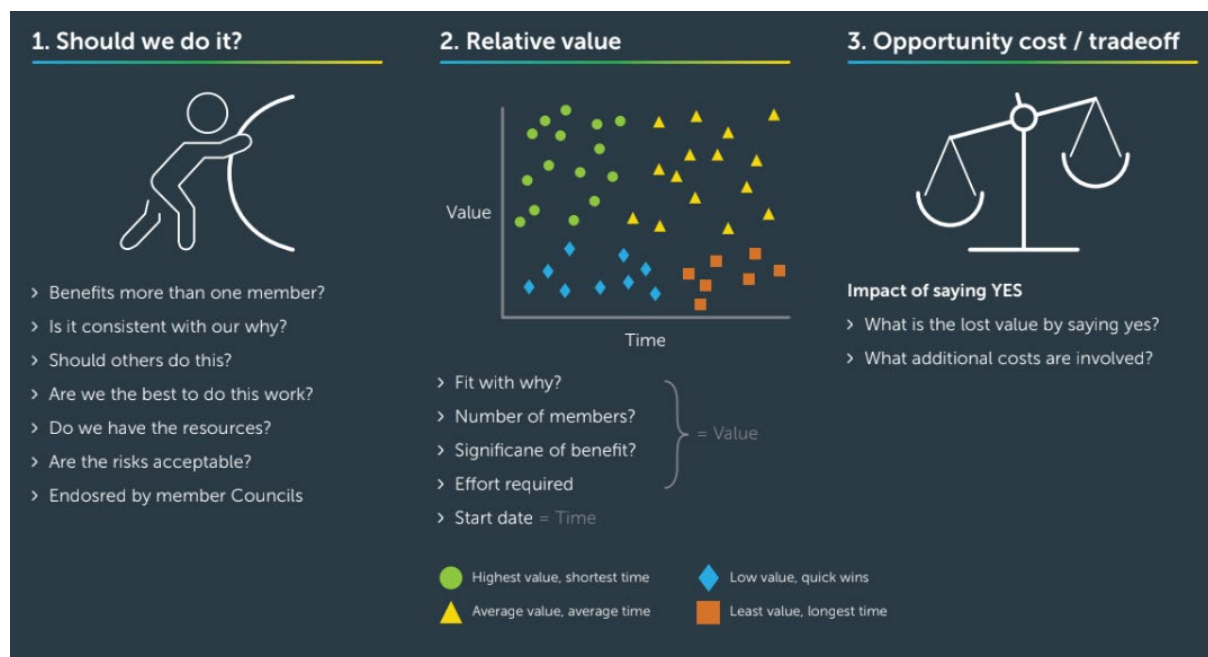 1. Should we do it?
> Benefits more than one member?
> Is it consistent with our why?
> Should others do this?
> Are we the best to do this work?
> Do we have the resources?
> Are the risks acceptable?
> Endosred by member Councils
2. Relative value
Value
Time
> Fit with why?
> Number of members?
> Significane of benefit?
> Effort required
= Value
> Start date = Time
Highest value, shortest time
Low value, quick wins
Average value, average time
Least value, longest time
3. Opportunity cost / tradeoff
Impact of saying YES
> What is the lost value by saying yes?
> What additional costs are involved?